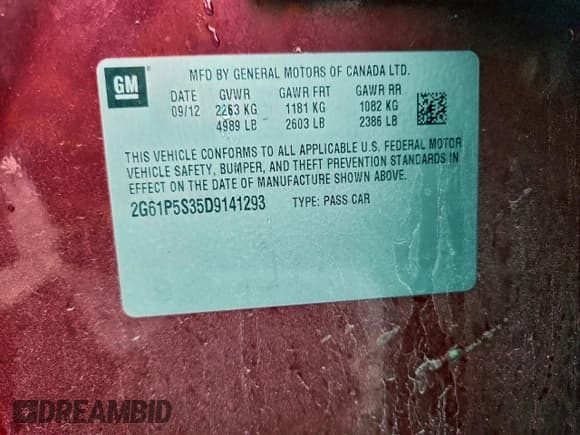 GM
MFD BY GENERAL MOTORS OF CANADA LTD.
DATE GVWR GAWR FRT GAWR RR
09/12 2263 KG 1181 KG 1082 KG
4989 LB 2603 LB 2386 LB
THIS VEHICLE CONFORMS TO ALL APPLICABLE U.S. FEDERAL MOTOR
VEHICLE SAFETY, BUMPER, AND THEFT PREVENTION STANDARDS IN
EFFECT ON THE DATE OF MANUFACTURE SHOWN ABOVE.
2G61P5S35D9141293 TYPE: PASS CAR
DREAMBID